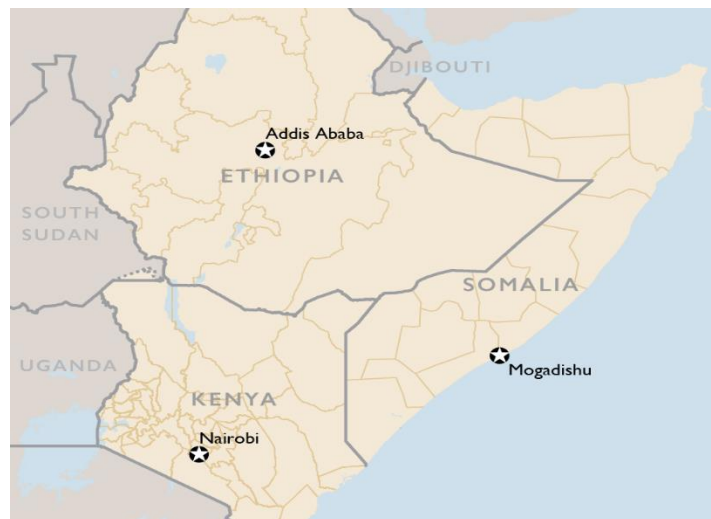 DJIBOUTI
Addis Ababa
ETHIOPIA
SOUTH
SUDAN
SOMALIA
Mogadishu
UGANDA
KENYA
Nairobi